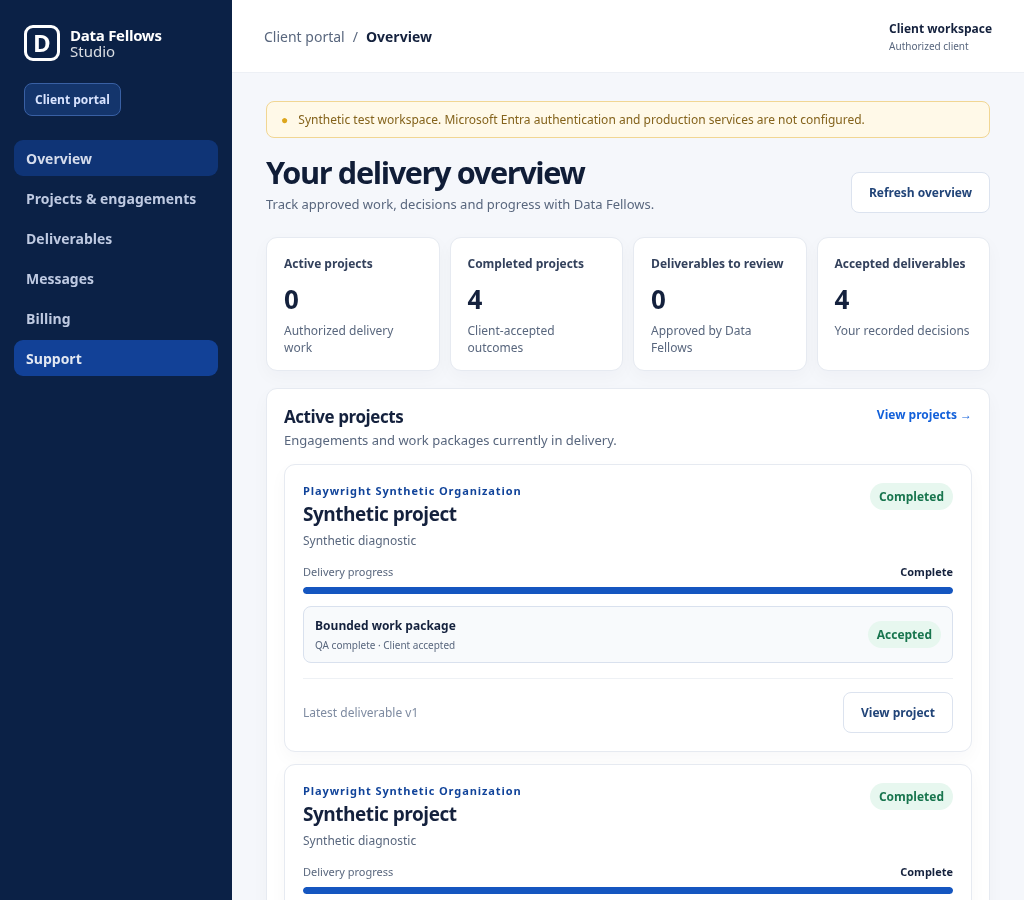 D
Data Fellows
Studio
Client portal
Overview
Projects & engagements
Deliverables
Messages
Billing
Support
Client portal / Overview
Client workspace
Authorized client
Synthetic test workspace. Microsoft Entra authentication and production services are not configured.
Your delivery overview
Track approved work, decisions and progress with Data Fellows.
Refresh overview
Active projects
0
Authorized delivery
work
Completed projects
4
Client-accepted
outcomes
Deliverables to review
0
Approved by Data
Fellows
Accepted deliverables
4
Your recorded decisions
Active projects
View projects →
Engagements and work packages currently in delivery.
Playwright Synthetic Organization
Completed
Synthetic project
Synthetic diagnostic
Delivery progress
Complete
Bounded work package
QA complete · Client accepted
Accepted
Latest deliverable v1
View project
Playwright Synthetic Organization
Completed
Synthetic project
Synthetic diagnostic
Delivery progress
Complete